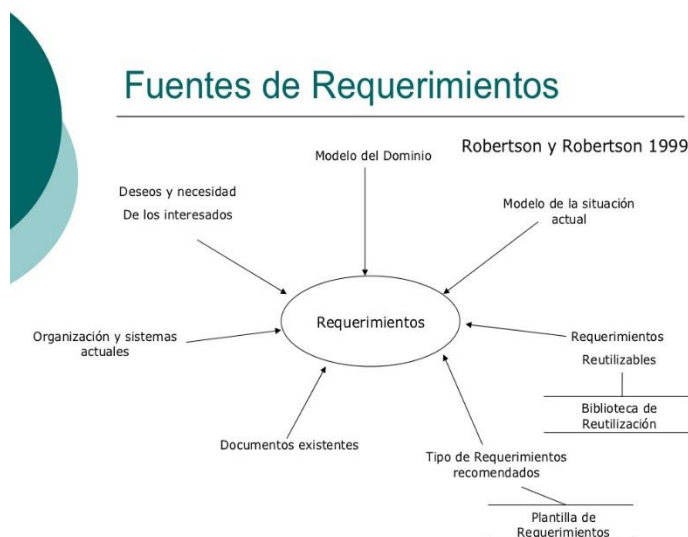 Fuentes de Requerimientos
Robertson y Robertson 1999
Modelo del Dominio
Deseos y necesidad
De los interesados
Modelo de la situación
actual
Requerimientos
Organización y sistemas
actuales
Requerimientos
Reutilizables
Biblioteca de
Reutilización
Documentos existentes
Tipo de Requerimientos
recomendados
Plantilla de
Requerimientos